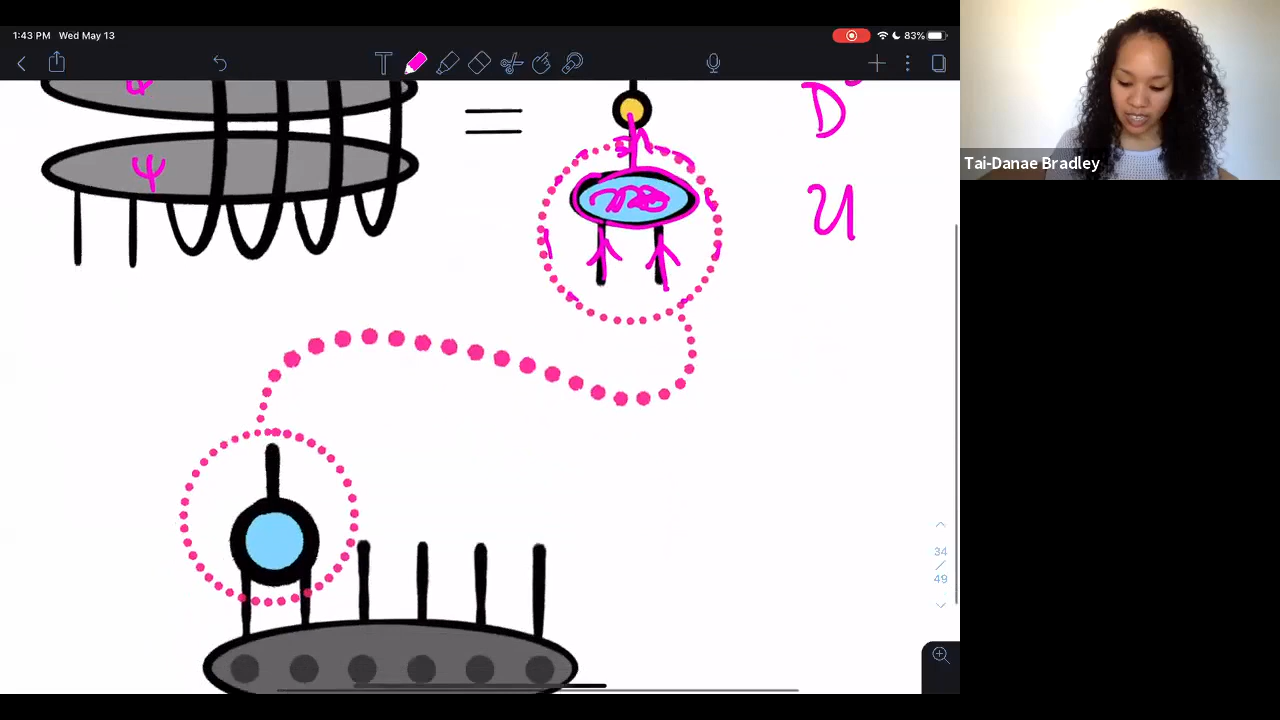 1:43 PM Wed May 13
83%
T
ψ
=
D
ψ
U
Tai-Danae Bradley
34
/
49